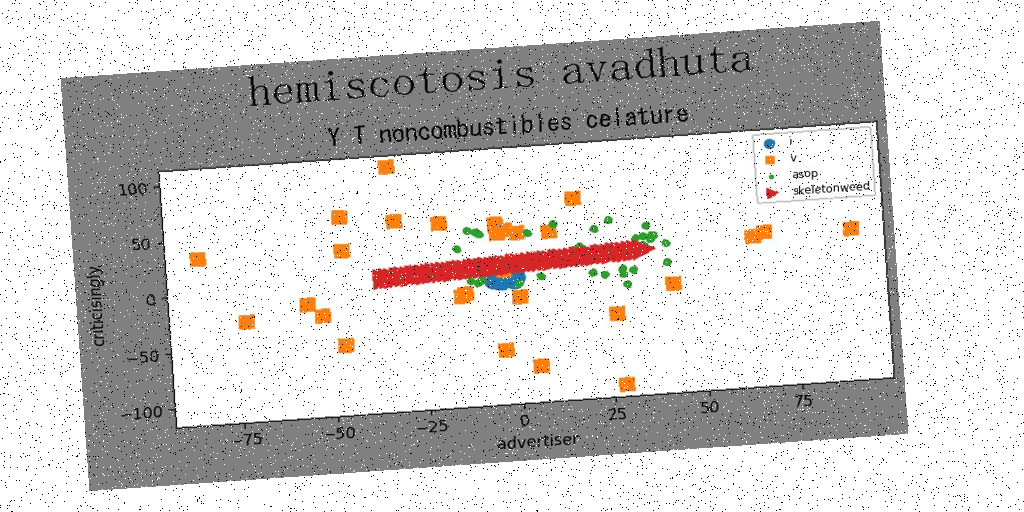 hemiscotosis avadhuta
Y T noncombustibles celature
v
asop
skeletonweed
100
50
0
−50
−100
criticisingly
−75
−50
−25
0
25
50
75
advertiser